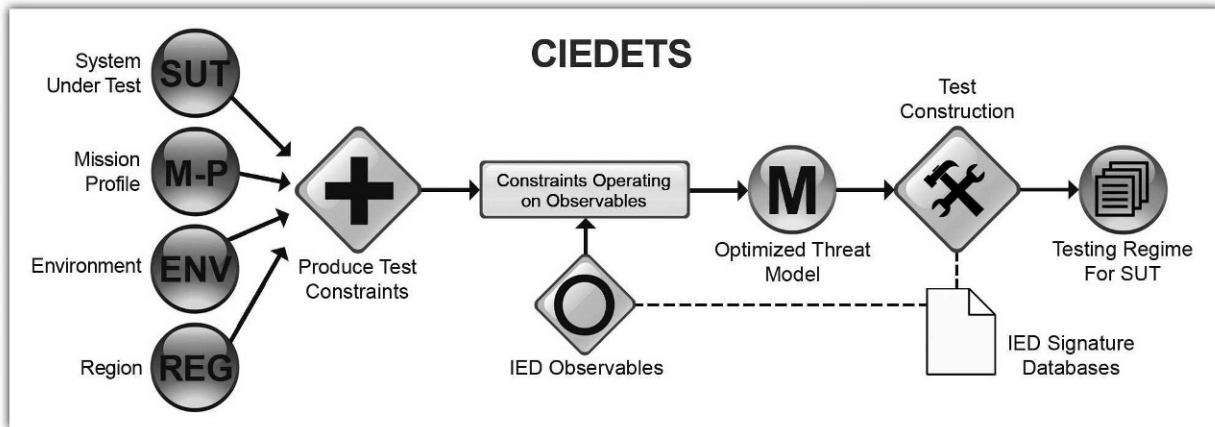 CIEDETS
System
Under Test
SUT
Mission
Profile
M-P
Environment
ENV
Region
REG
Produce Test
Constraints
Constraints Operating
on Observables
IED Observables
M
Optimized Threat
Model
Test
Construction
IED Signature
Databases
Testing Regime
For SUT